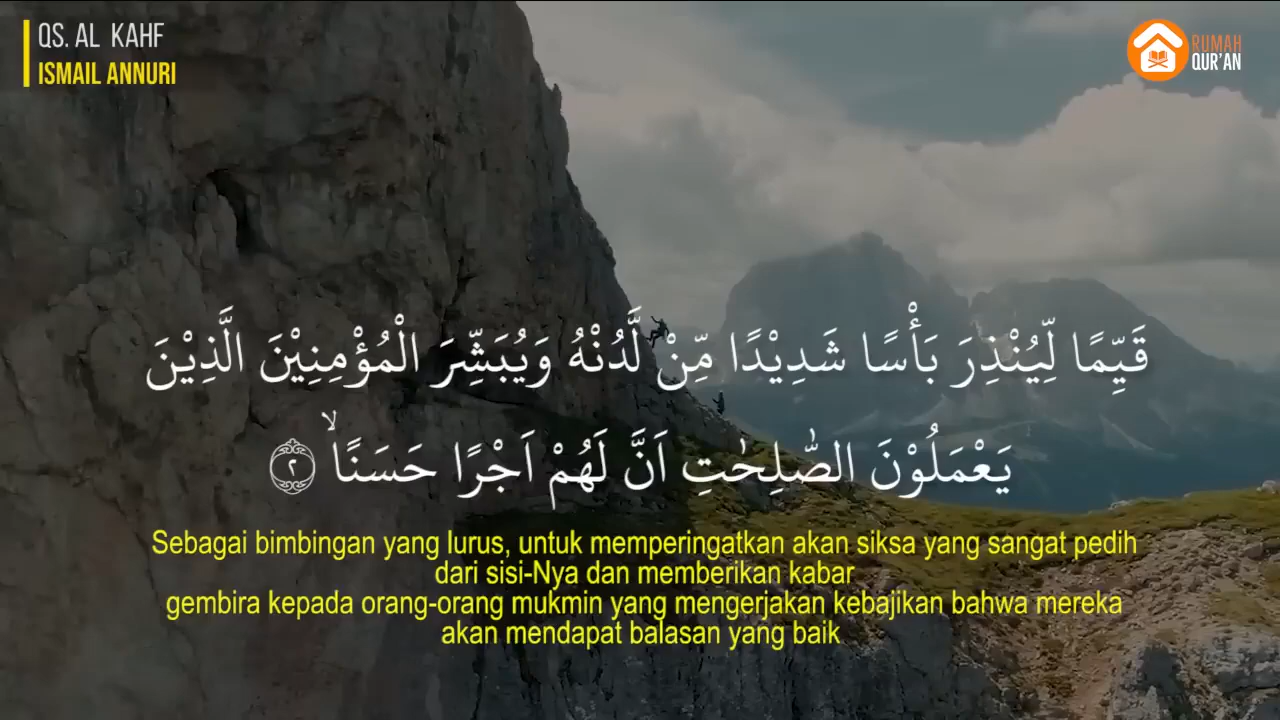 QS. AL KAHF
ISMAIL ANNURI
RUMAH
QUR'AN
قَيِّمًا لِّيُنْذِرَ بَأْسًا شَدِيْدًا مِّنْ لَّدُنْهُ وَيُبَشِّرَ الْمُؤْمِنِيْنَ الَّذِيْنَ
يَعْمَلُوْنَ الصّٰلِحٰتِ اَنَّ لَهُمْ اَجْرًا حَسَنًاۙ ٢
Sebagai bimbingan yang lurus, untuk memperingatkan akan siksa yang sangat pedih
dari sisi-Nya dan memberikan kabar
gembira kepada orang-orang mukmin yang mengerjakan kebajikan bahwa mereka
akan mendapat balasan yang baik